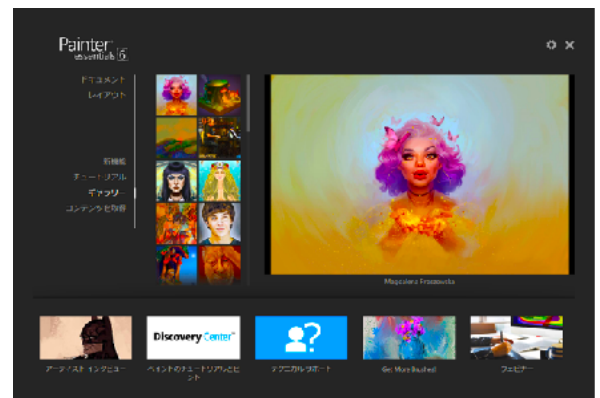 Painter
essentials 6
ドキュメント
レイアウト
新機能
チュートリアル
ギャラリー
コンテンツを取得
Magdalena
アーティスト インタビュー
Discovery Center™
ペイントのチュートリアルとヒ
ント
?
テクニカル サポート
Get More Brushes!
ウェビナー